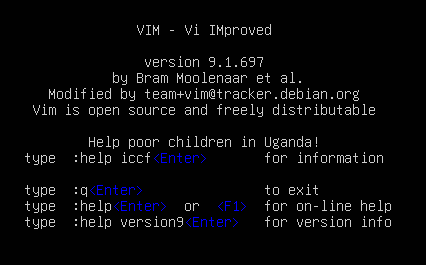 VIM - Vi IMproved
version 9.1.697
by Bram Moolenaar et al.
Modified by team+vim@tracker.debian.org
Vim is open source and freely distributable
Help poor children in Uganda!
type  :help iccf<Enter>       for information
type  :q<Enter>               to exit
type  :help<Enter>  or  <F1>  for on-line help
type  :help version9<Enter>   for version info